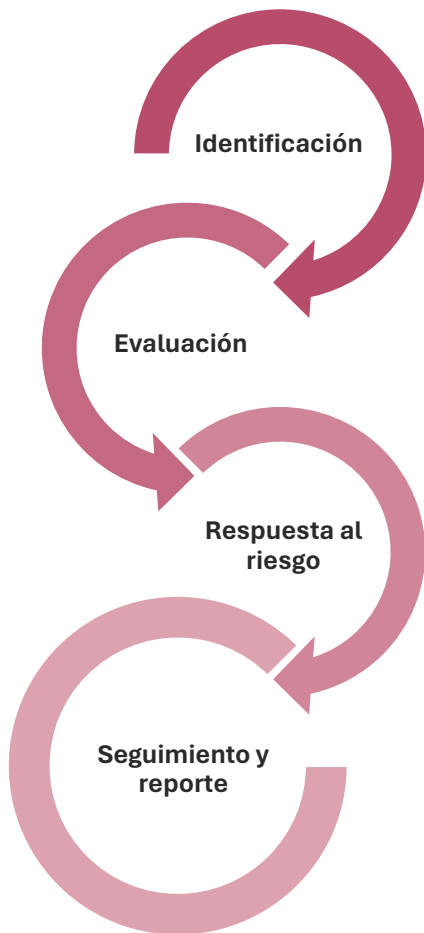 Identificación
Evaluación
Respuesta al
riesgo
Seguimiento y
reporte